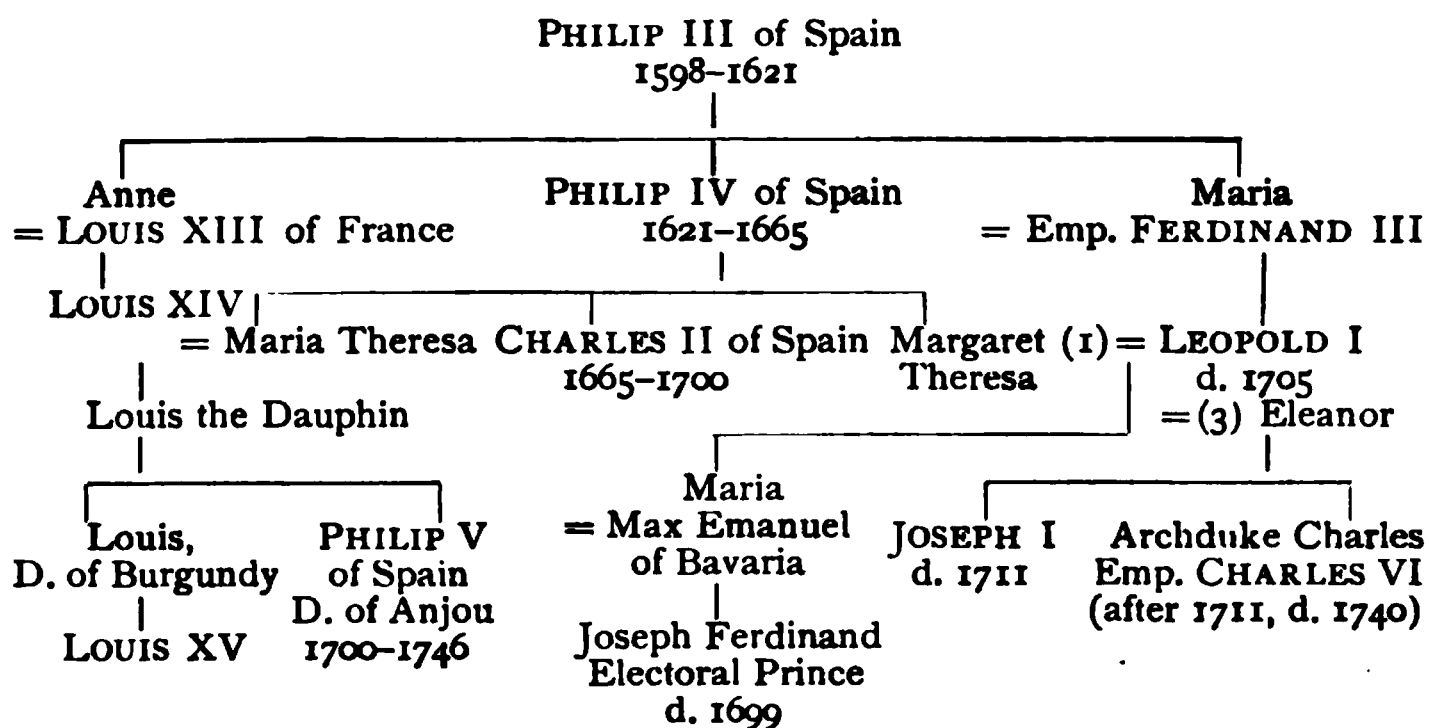 PHILIP III of Spain
1598–1621
Anne
= LOUIS XIII of France
PHILIP IV of Spain
1621–1665
Maria
= Emp. FERDINAND III
LOUIS XIV
= Maria Theresa
CHARLES II of Spain
1665–1700
Margaret (1) = LEOPOLD I
Theresa
d. 1705
= (3) Eleanor
Louis the Dauphin
Louis,
D. of Burgundy
LOUIS XV
PHILIP V
of Spain
D. of Anjou
1700–1746
Maria
= Max Emanuel
of Bavaria
Joseph Ferdinand
Electoral Prince
d. 1699
JOSEPH I
d. 1711
Archduke Charles
Emp. CHARLES VI
(after 1711, d. 1740)